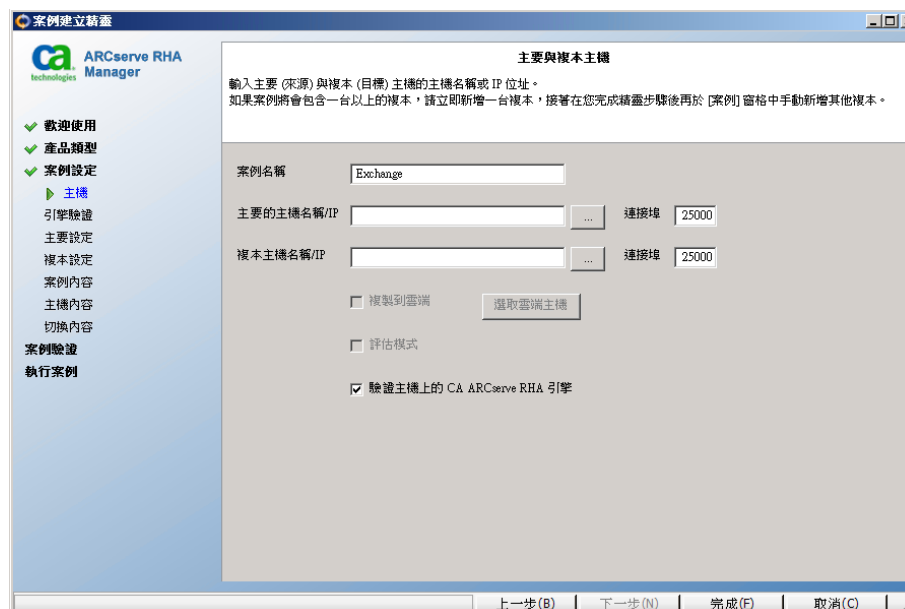 案例建立精靈
ca
technologies
ARCserve RHA
Manager
主要與複本主機
輸入主要 (來源) 與複本 (目標) 主機的主機名稱或 IP 位址。
如果案例將會包含一台以上的複本，請立即新增一台複本，接著在您完成精靈步驟後再於 [案例] 窗格中手動新增其他複本。
歡迎使用
產品類型
案例設定
主機
引擎驗證
主要設定
複本設定
案例內容
主機內容
切換內容
案例驗證
執行案例
案例名稱 Exchange
主要的主機名稱/IP ... 連接埠 25000
複本主機名稱/IP ... 連接埠 25000
複製到雲端 選取雲端主機
評估模式
驗證主機上的 CA ARCserve RHA 引擎
上一步(B) 下一步(N) 完成(F) 取消(C)